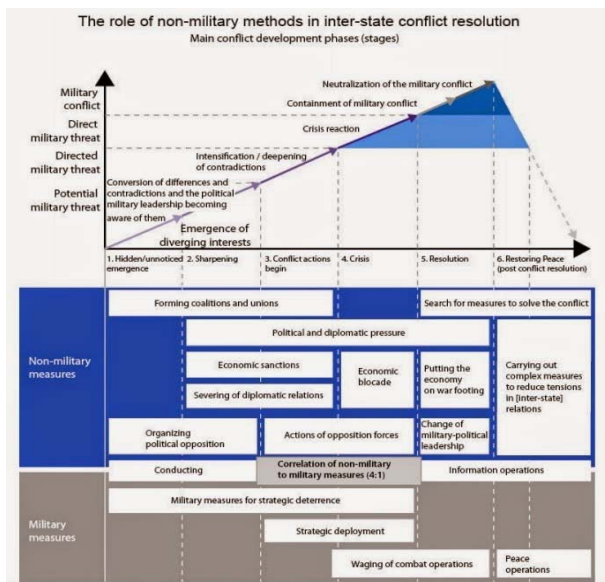 The role of non-military methods in inter-state conflict resolution
Main conflict development phases (stages)
Military
conflict
Direct
military threat
Directed
military threat
Potential
military threat
Neutralization of the military conflict
Containment of military conflict
Crisis reaction
Intensification / deepening
of contradictions
Conversion of differences and
contradictions and the political
military leadership becoming
aware of them
Emergence of
diverging interests
1. Hidden/unnoticed
emergence
2. Sharpening
3. Conflict actions
begin
4. Crisis
5. Resolution
6. Restoring Peace
(post conflict resolution)
Non-military
measures
Forming coalitions and unions
Search for measures to solve the conflict
Political and diplomatic pressure
Economic sanctions
Severing of diplomatic relations
Economic
blocade
Putting the
economy
on war footing
Carrying out
complex measures
to reduce tensions
in [inter-state]
relations
Organizing
political opposition
Actions of opposition forces
Change of
military-political
leadership
Conducting
Correlation of non-military
to military measures (4:1)
Information operations
Military
measures
Military measures for strategic deterrence
Strategic deployment
Waging of combat operations
Peace
operations